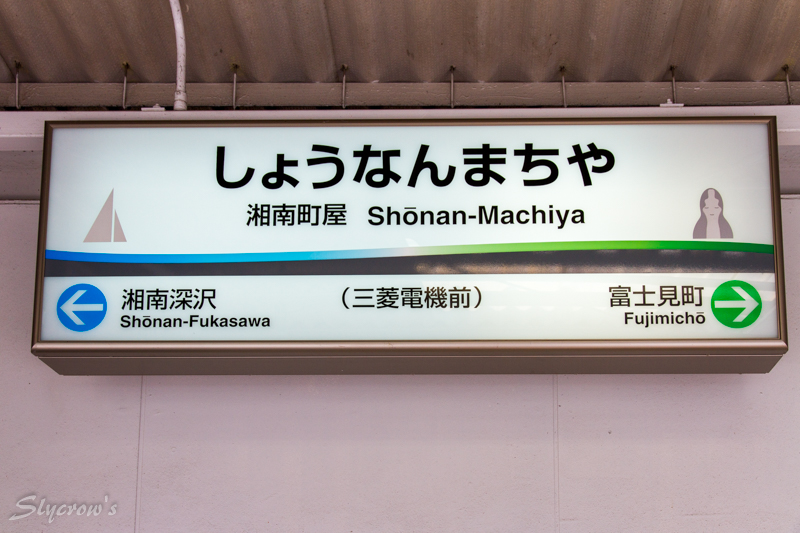 しょうなんまちや
湘南町屋 Shōnan-Machiya
湘南深沢 (三菱電機前) 富士見町
Shōnan-Fukasawa Fujimichō
Slycrow's